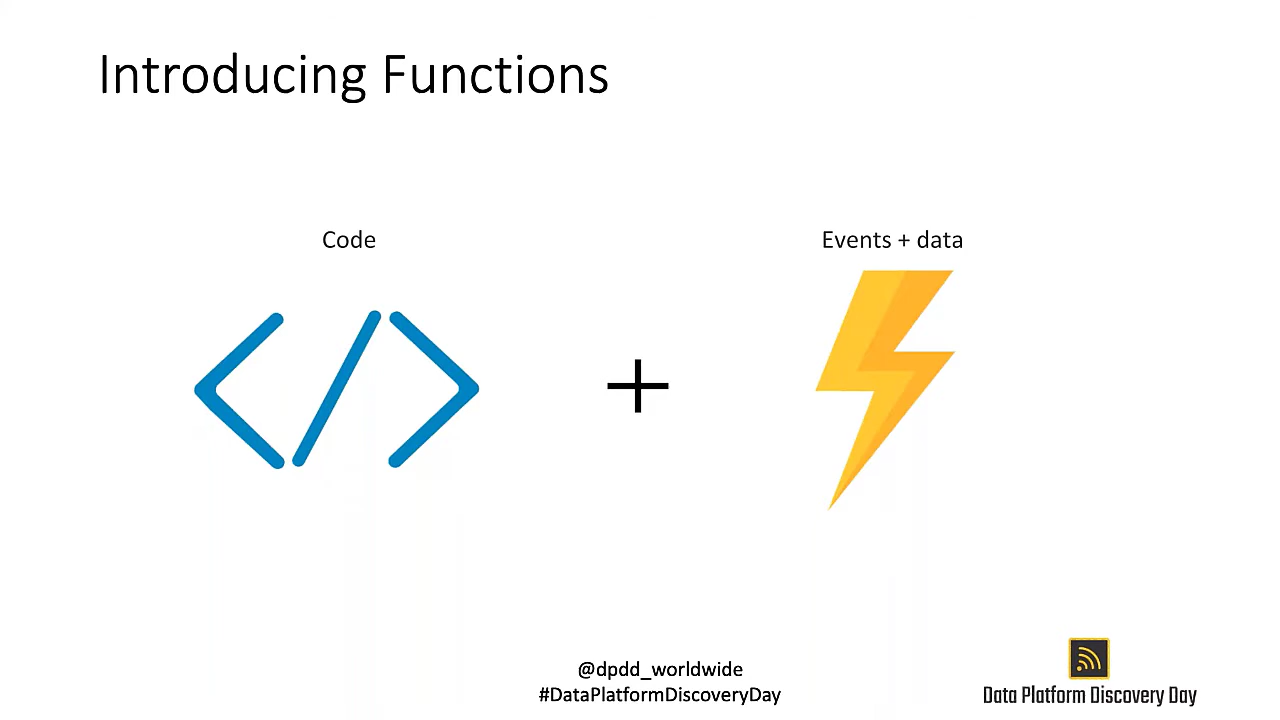 Introducing Functions
Code
Events + data
@dpdd_worldwide
#DataPlatformDiscoveryDay
Data Platform Discovery Day